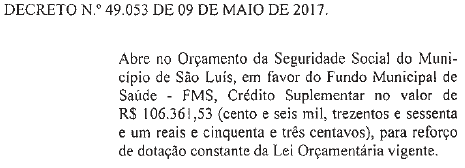 DECRETO N.º 49.053 DE 09 DE MAIO DE 2017.
Abre no Orçamento da Seguridade Social do Muni-
cípio de São Luís, em favor do Fundo Municipal de
Saúde - FMS, Crédito Suplementar no valor de
R$ 106.361,53 (cento e seis mil, trezentos e sessenta
e um reais e cinquenta e três centavos), para reforço
de dotação constante da Lei Orçamentária vigente.